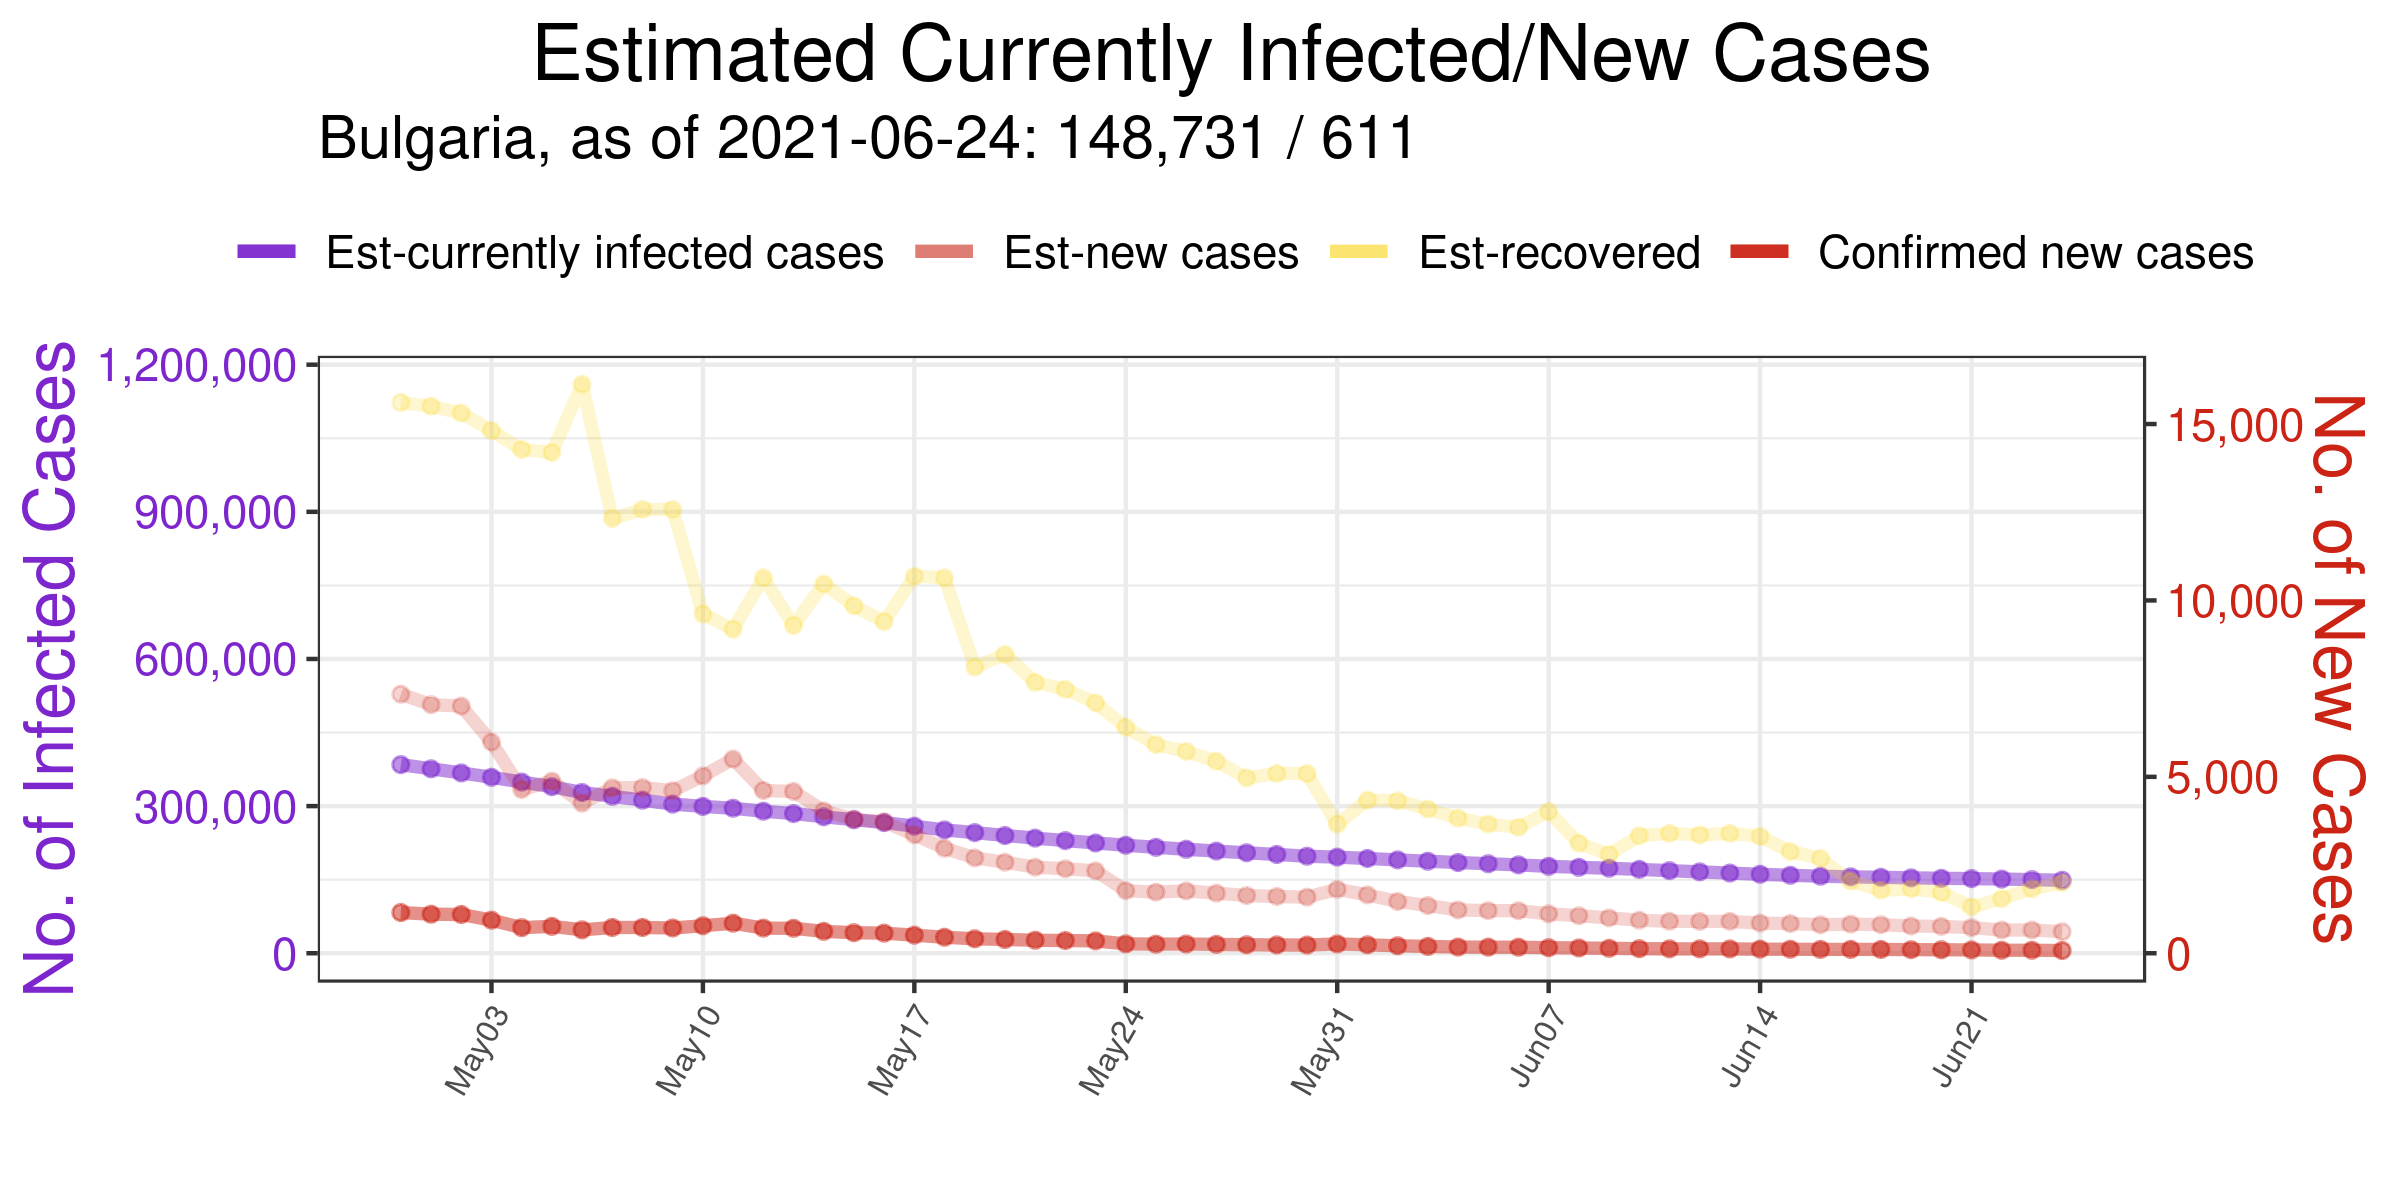 Estimated Currently Infected/New Cases
Bulgaria, as of 2021-06-24: 148,731 / 611
Est-currently infected cases Est-new cases Est-recovered Confirmed new cases
No. of Infected Cases
1,200,000
900,000
600,000
300,000
0
15,000
10,000
5,000
0
No. of New Cases
May03 May10 May17 May24 May31 Jun07 Jun14 Jun21